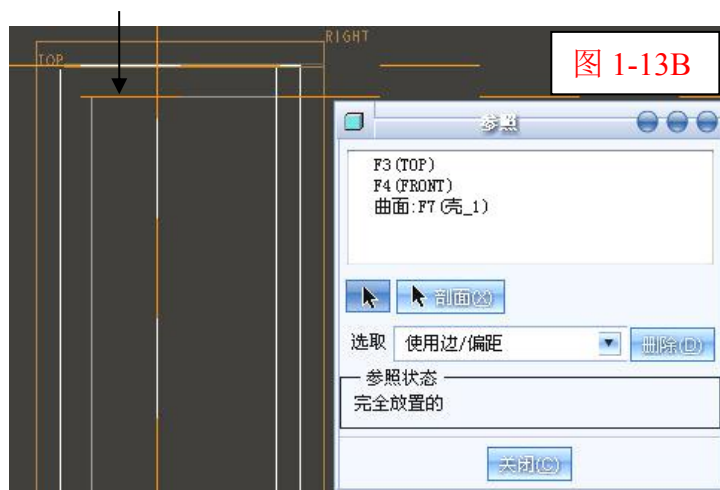 RIGHT
TOP
图 1-13B
参照
F3(TOP)
F4(FRONT)
曲面:F7(壳_1)
剖面(X)
选取 使用边/偏距 删除(D)
参照状态
完全放置的
关闭(C)